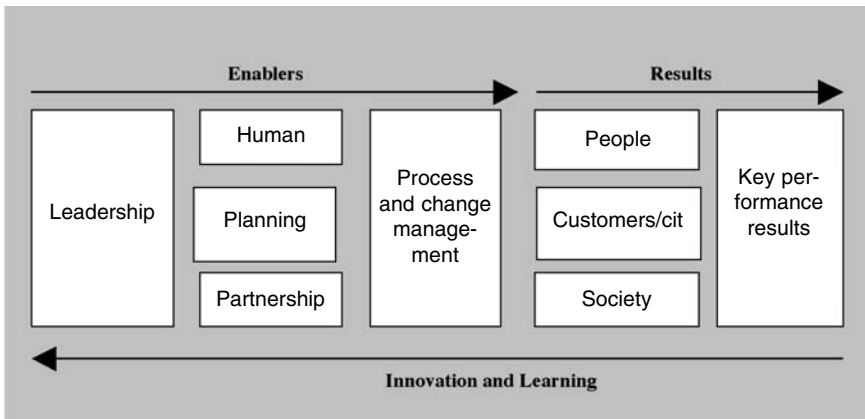 Enablers
Results
Leadership
Human
Planning
Partnership
Process
and change
manage-
ment
People
Customers/cit
Society
Key per-
formance
results
Innovation and Learning